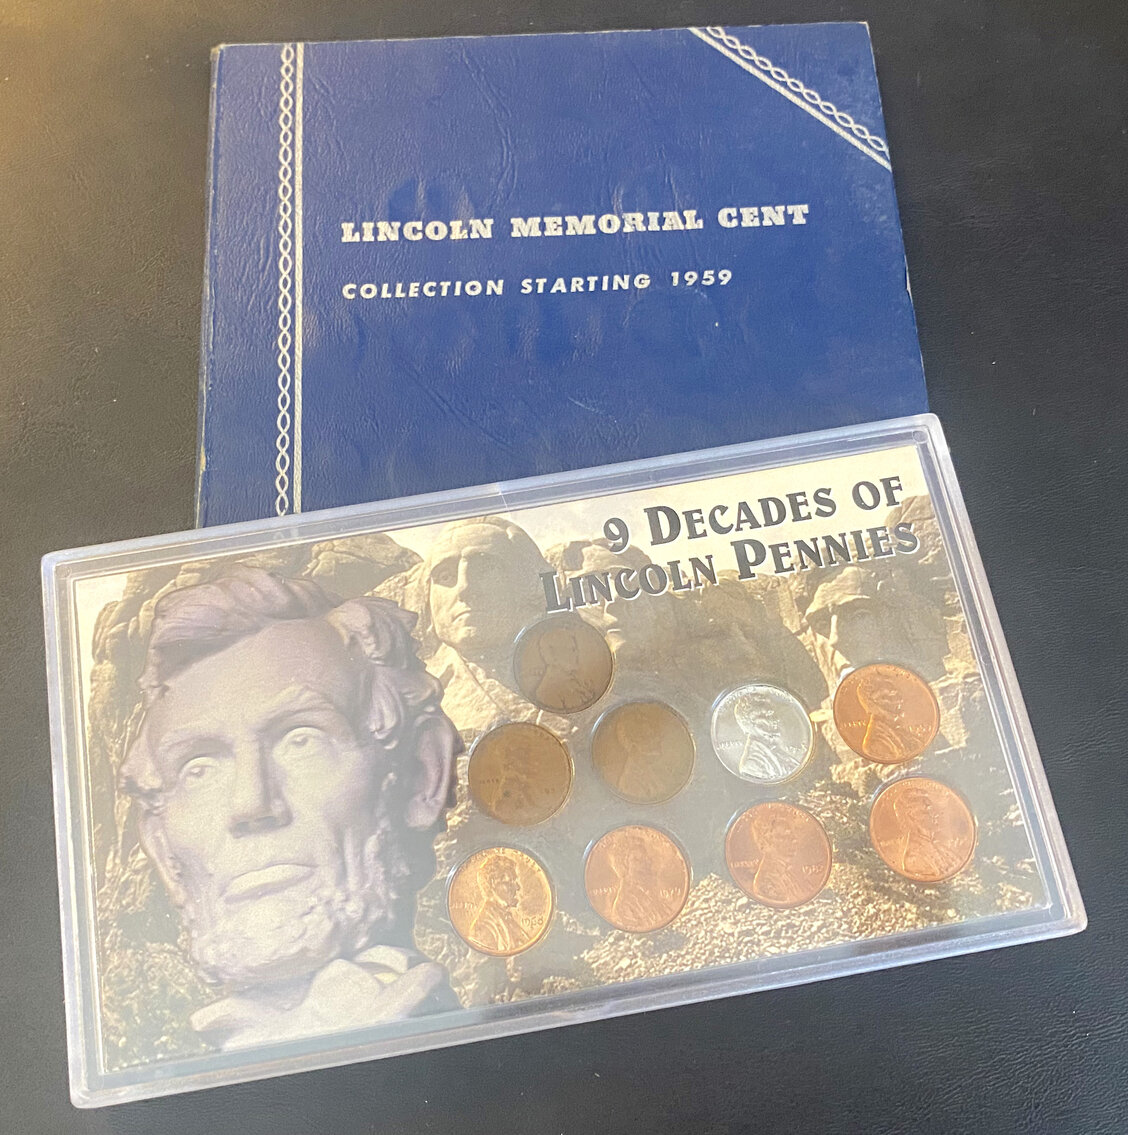 LINCOLN MEMORIAL CENT
COLLECTION STARTING 1959
9 DECADES OF
LINCOLN PENNIES